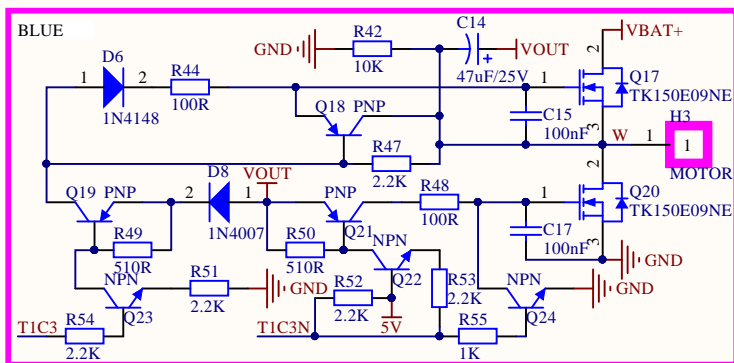 BLUE
GND
R42
10K
C14
+
47uF/25V
VOUT
VBAT+
D6
1
2
1N4148
R44
100R
Q18
PNP
R47
2.2K
C15
100nF
1
2
3
Q17
TK150E09NE
W
1
H3
1
MOTOR
Q19
PNP
R49
510R
2
D8
1
1N4007
VOUT
R50
510R
PNP
Q21
R48
100R
C17
100nF
1
2
3
Q20
TK150E09NE
GND
NPN
Q22
R52
2.2K
5V
R53
2.2K
NPN
Q23
R51
2.2K
GND
T1C3
R54
2.2K
T1C3N
R55
1K
NPN
Q24
GND